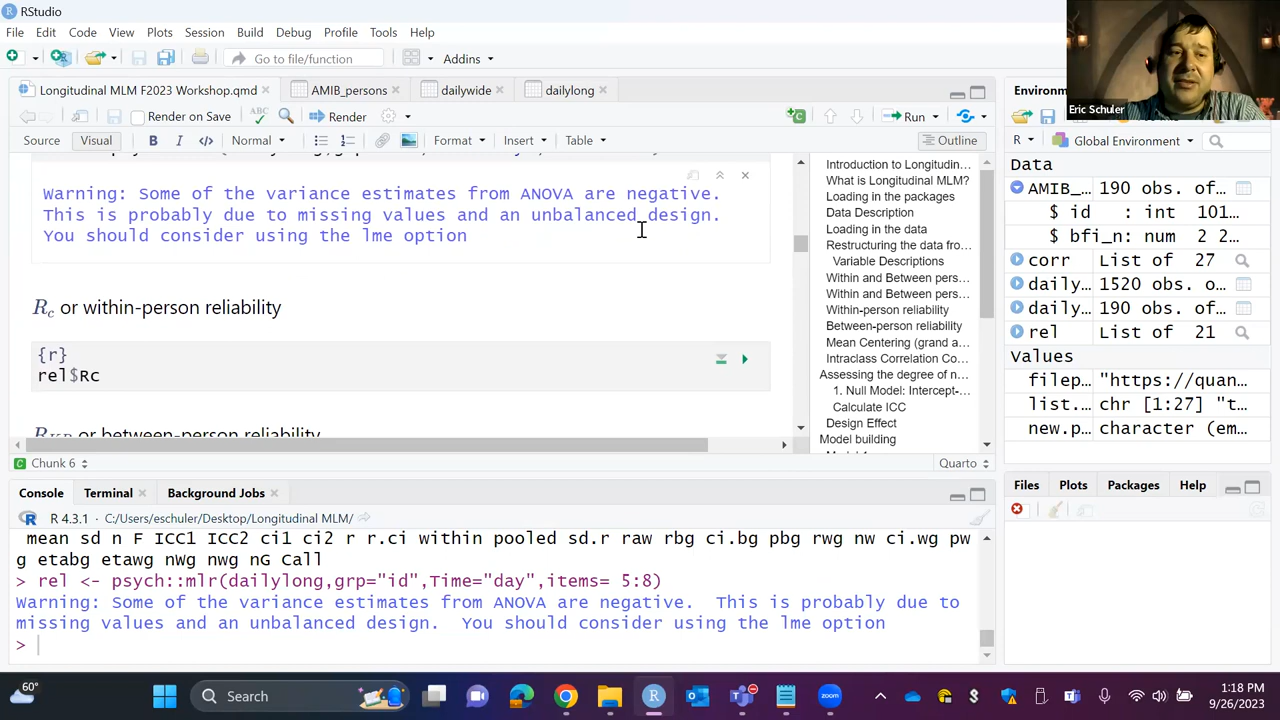 RStudio
File Edit Code View Plots Session Build Debug Profile Tools Help
Go to file/function Addins
Eric Schuler
Longitudinal MLM F2023 Workshop.qmd AMIB_persons dailywide dailylong
Environ
Render on Save ABC Render Run
R Global Environment
Source Visual B I </> Normal Format Insert Table Outline
Data
Warning: Some of the variance estimates from ANOVA are negative.
This is probably due to missing values and an unbalanced design.
You should consider using the lme option
Rc or within-person reliability
{r}
rel$Rc
or between-person reliability
Introduction to Longitudin...
What is Longitudinal MLM?
Loading in the packages
Data Description
Loading in the data
Restructuring the data fro...
Variable Descriptions
Within and Between pers...
Within and Between pers...
Within-person reliability
Between-person reliability
Mean Centering (grand a...
Intraclass Correlation Co...
Assessing the degree of n...
1. Null Model: Intercept-...
Calculate ICC
Design Effect
Model building
AMIB_… 190 obs. of…
$ id : int 101…
$ bfi_n: num 2 2…
corr List of 27
daily… 1520 obs. o…
daily… 190 obs. of…
rel List of 21
Values
filep… "https://quan…
list.… chr [1:27] "t…
new.p… character (em…
Chunk 6 Quarto
Console Terminal Background Jobs
Files Plots Packages Help
R 4.3.1 · C:/Users/eschuler/Desktop/Longitudinal MLM/
mean sd n F ICC1 ICC2 ci1 ci2 r r.ci within pooled sd.r raw rbg ci.bg pbg rwg nw ci.wg pw
g etabg etawg nWg nwg nG Call
> rel <- psych::mlr(dailylong,grp="id",Time="day",items= 5:8)
Warning: Some of the variance estimates from ANOVA are negative.  This is probably due to
missing values and an unbalanced design.  You should consider using the lme option
>
60°
Search
1:18 PM
9/26/2023